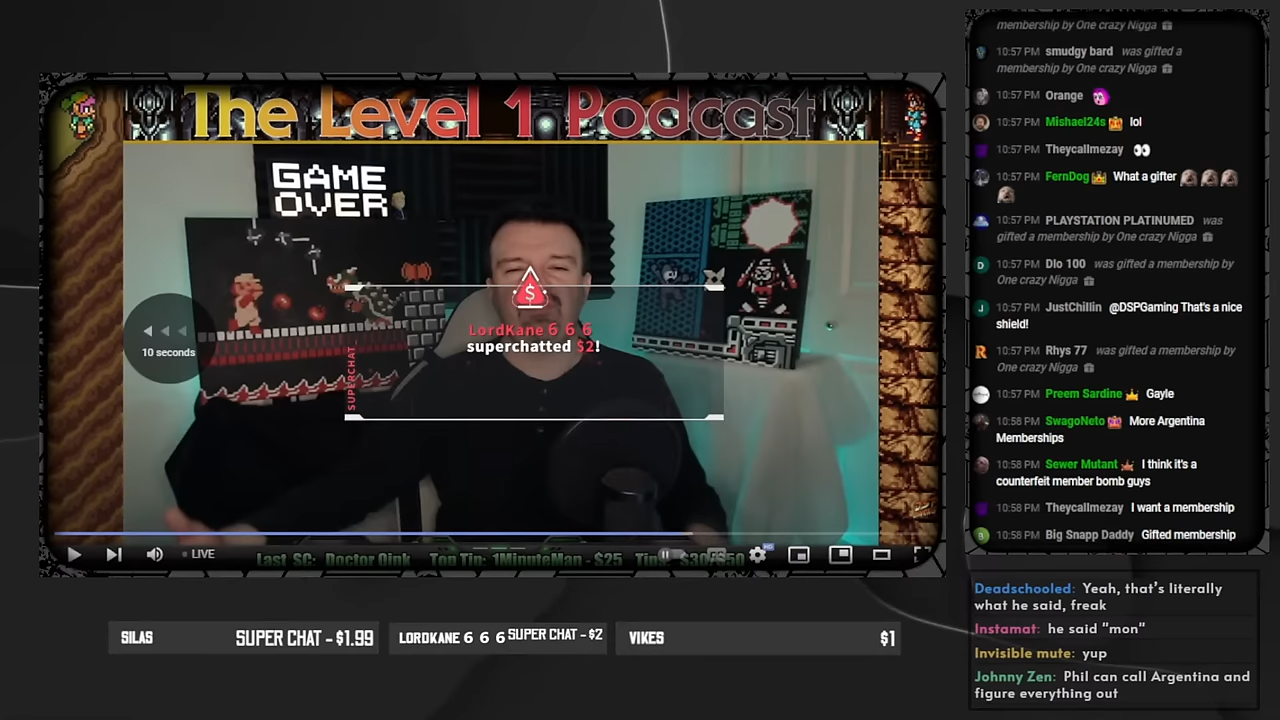 The Level 1 Podcast
GAME
OVER
10 seconds
$
LordKane 6 6 6
superchatted $2!
SUPERCHAT
LIVE
HD
Last SC: Doctor Oink Top Tip: 1MinuteMan - $25
SILAS SUPER CHAT - $1.99
LORDKANE 6 6 6 SUPER CHAT - $2
VIKES $1
membership by One crazy Nigga
10:57 PM smudgy bard was gifted a
membership by One crazy Nigga
10:57 PM Orange
10:57 PM Mishael24s lol
10:57 PM Theycallmezay
10:57 PM FernDog What a gifter
10:57 PM PLAYSTATION PLATINUMED was
gifted a membership by One crazy Nigga
D
10:57 PM Dlo 100 was gifted a membership by
One crazy Nigga
J
10:57 PM JustChillin @DSPGaming That's a nice
shield!
R
10:57 PM Rhys 77 was gifted a membership by
One crazy Nigga
10:57 PM Preem Sardine Gayle
10:58 PM SwagoNeto More Argentina
Memberships
10:58 PM Sewer Mutant I think it's a
counterfeit member bomb guys
10:58 PM Theycallmezay I want a membership
B
10:58 PM Big Snapp Daddy Gifted membership
Deadschooled: Yeah, that's literally
what he said, freak
Instamat: he said "mon"
Invisible mute: yup
Johnny Zen: Phil can call Argentina and
figure everything out